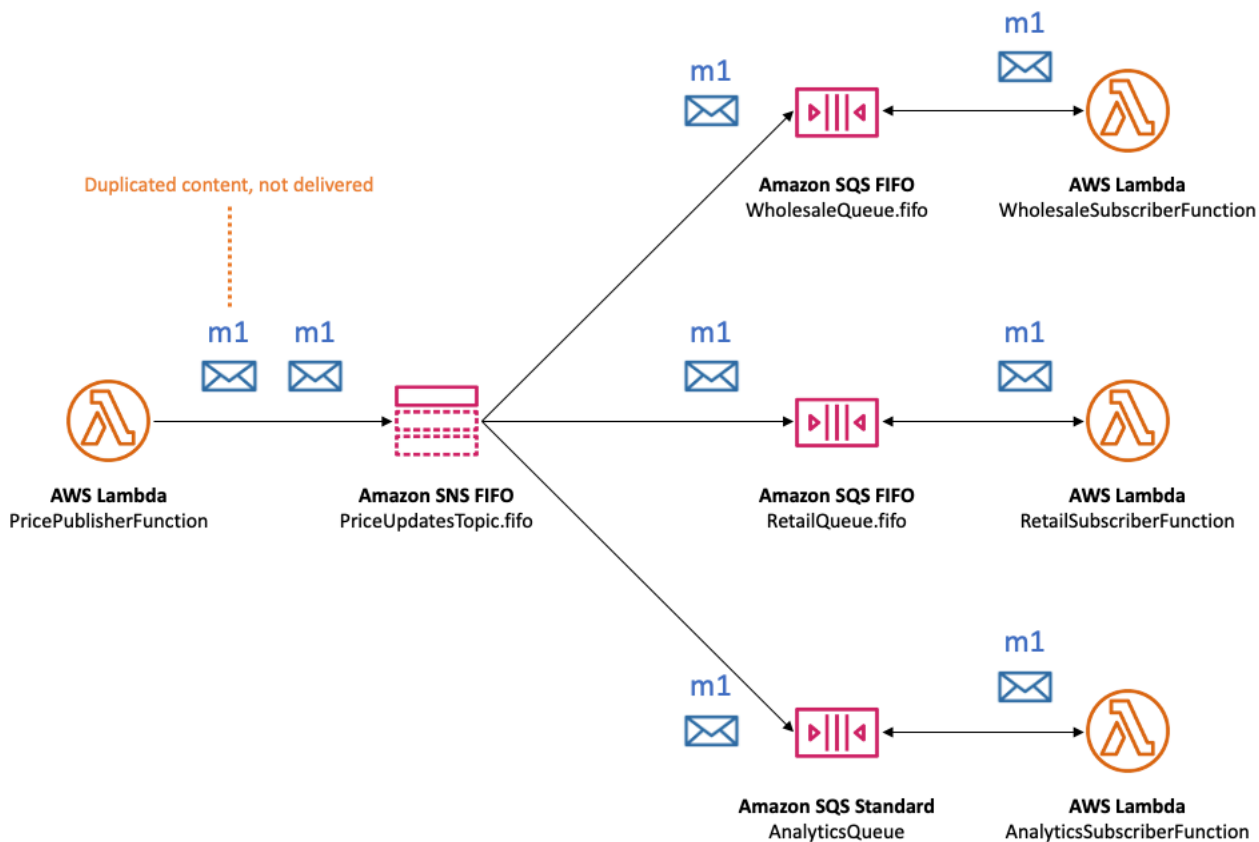 m1
m1
Amazon SQS FIFO
WholesaleQueue.fifo
AWS Lambda
WholesaleSubscriberFunction
Duplicated content, not delivered
m1
m1
m1
m1
AWS Lambda
PricePublisherFunction
Amazon SNS FIFO
PriceUpdatesTopic.fifo
Amazon SQS FIFO
RetailQueue.fifo
AWS Lambda
RetailSubscriberFunction
m1
m1
Amazon SQS Standard
AnalyticsQueue
AWS Lambda
AnalyticsSubscriberFunction